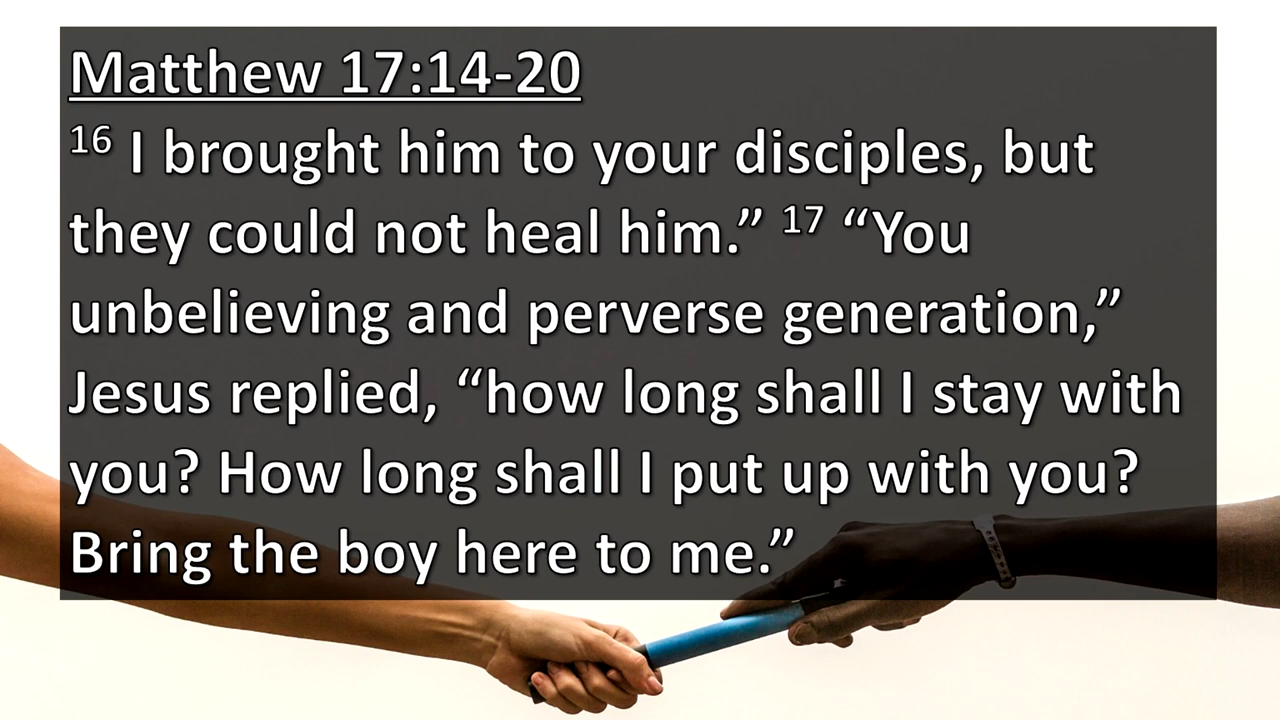 Matthew 17:14-20
16 I brought him to your disciples, but
they could not heal him.” 17 “You
unbelieving and perverse generation,”
Jesus replied, “how long shall I stay with
you? How long shall I put up with you?
Bring the boy here to me.”